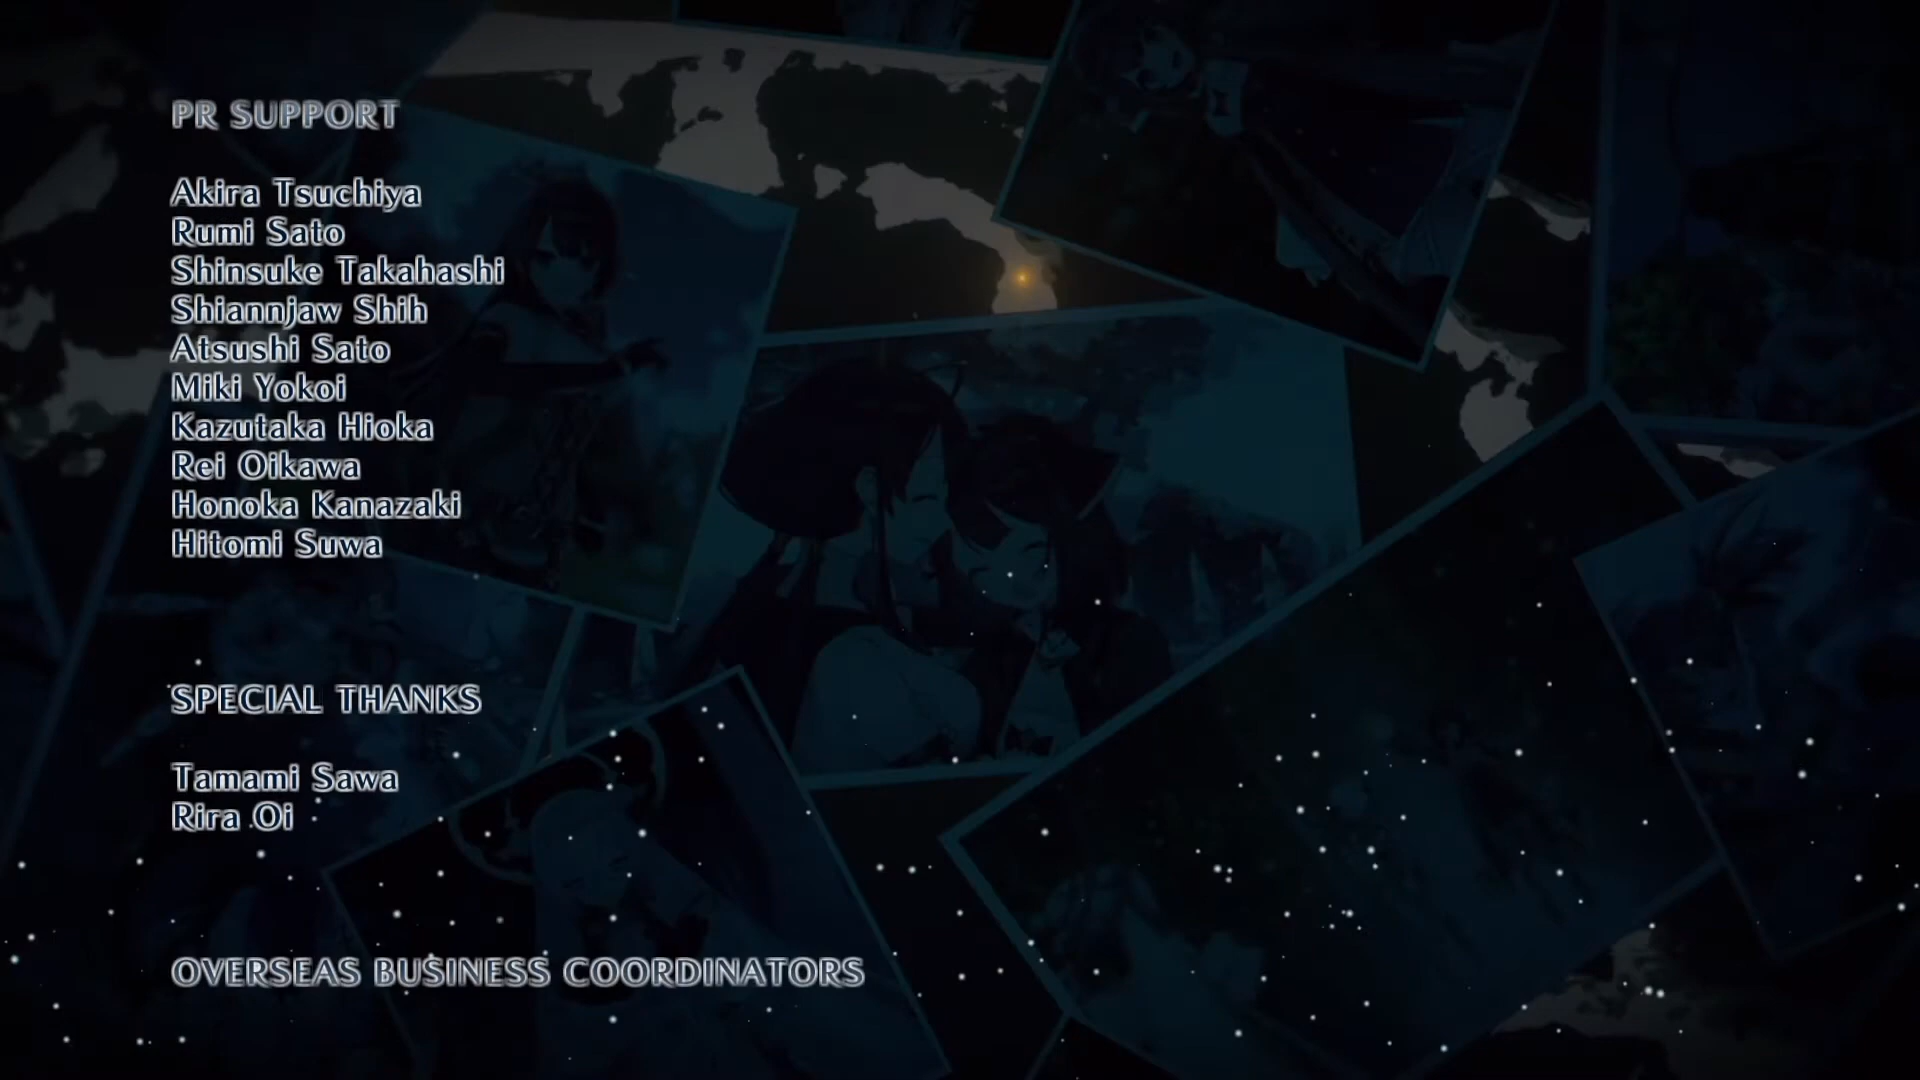 PR SUPPORT
Akira Tsuchiya
Rumi Sato
Shinsuke Takahashi
Shiannjaw Shih
Atsushi Sato
Miki Yokoi
Kazutaka Hioka
Rei Oikawa
Honoka Kanazaki
Hitomi Suwa
SPECIAL THANKS
Tamami Sawa
Rira Oi
OVERSEAS BUSINESS COORDINATORS